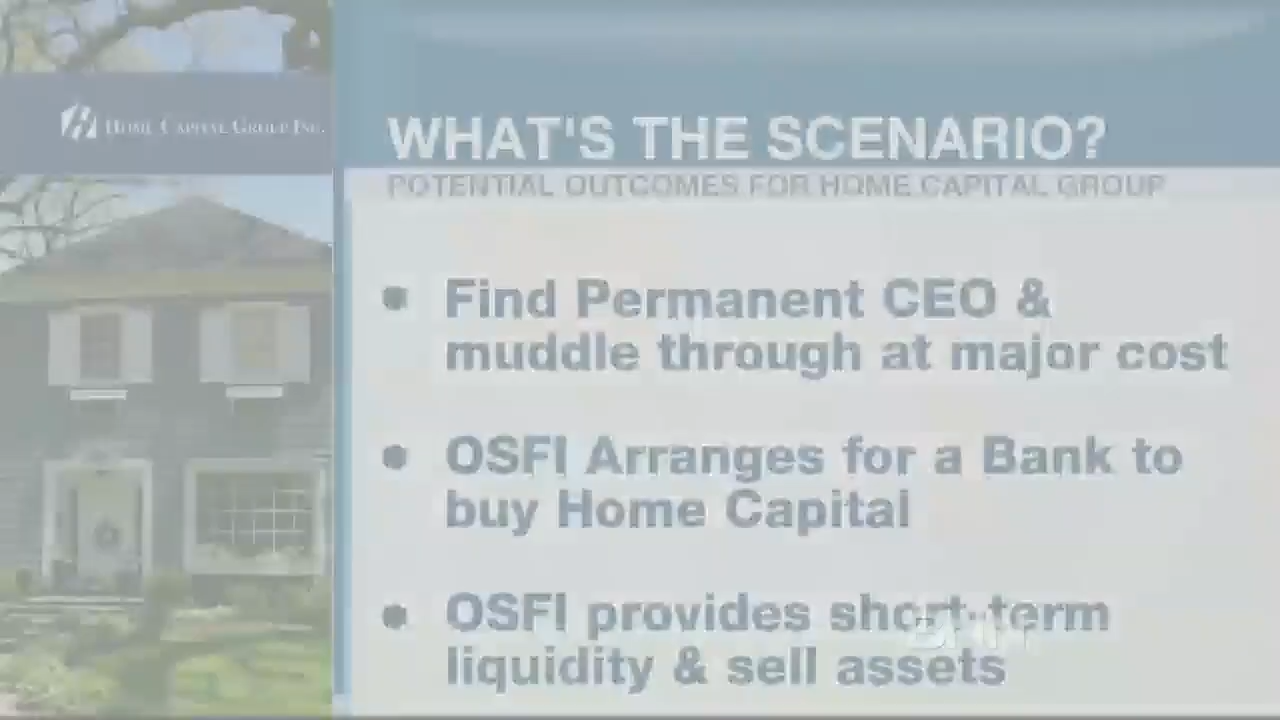 HOME CAPITAL GROUP INC.
WHAT'S THE SCENARIO?
POTENTIAL OUTCOMES FOR HOME CAPITAL GROUP
• Find Permanent CEO &
muddle through at major cost
• OSFI Arranges for a Bank to
buy Home Capital
• OSFI provides short-term
liquidity & sell assets